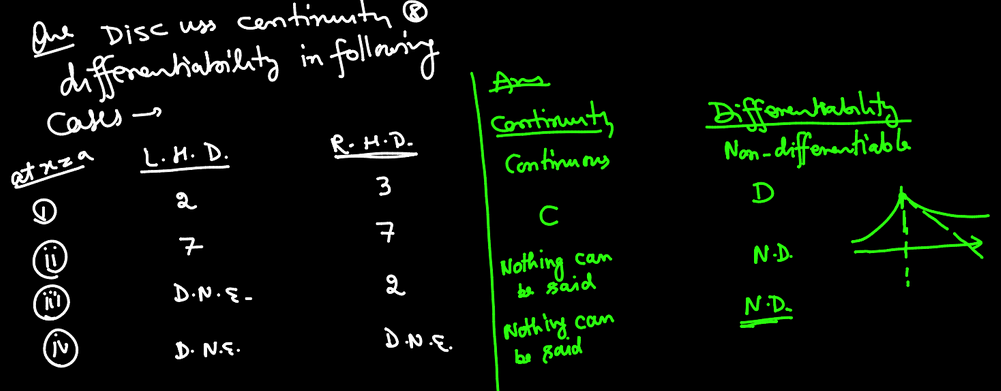 Que Discuss continuity &
differentiability in following
Cases →
at x=a L.H.D. R.H.D.
(i) 2 3
(ii) 7 7
(iii) D.N.E. 2
(iv) D.N.E. D.N.E.
Ans
Continuity Differentiability
Continuous Non-differentiable
C D
Nothing can
be said N.D.
Nothing can
be said N.D.